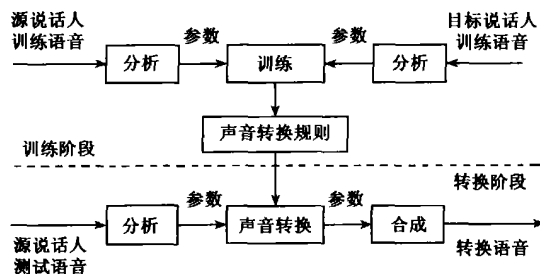 源说话人
训练语音
参数
参数
目标说话人
训练语音
分析
训练
分析
声音转换规则
训练阶段
转换阶段
参数
参数
分析
声音转换
合成
源说话人
测试语音
转换语音